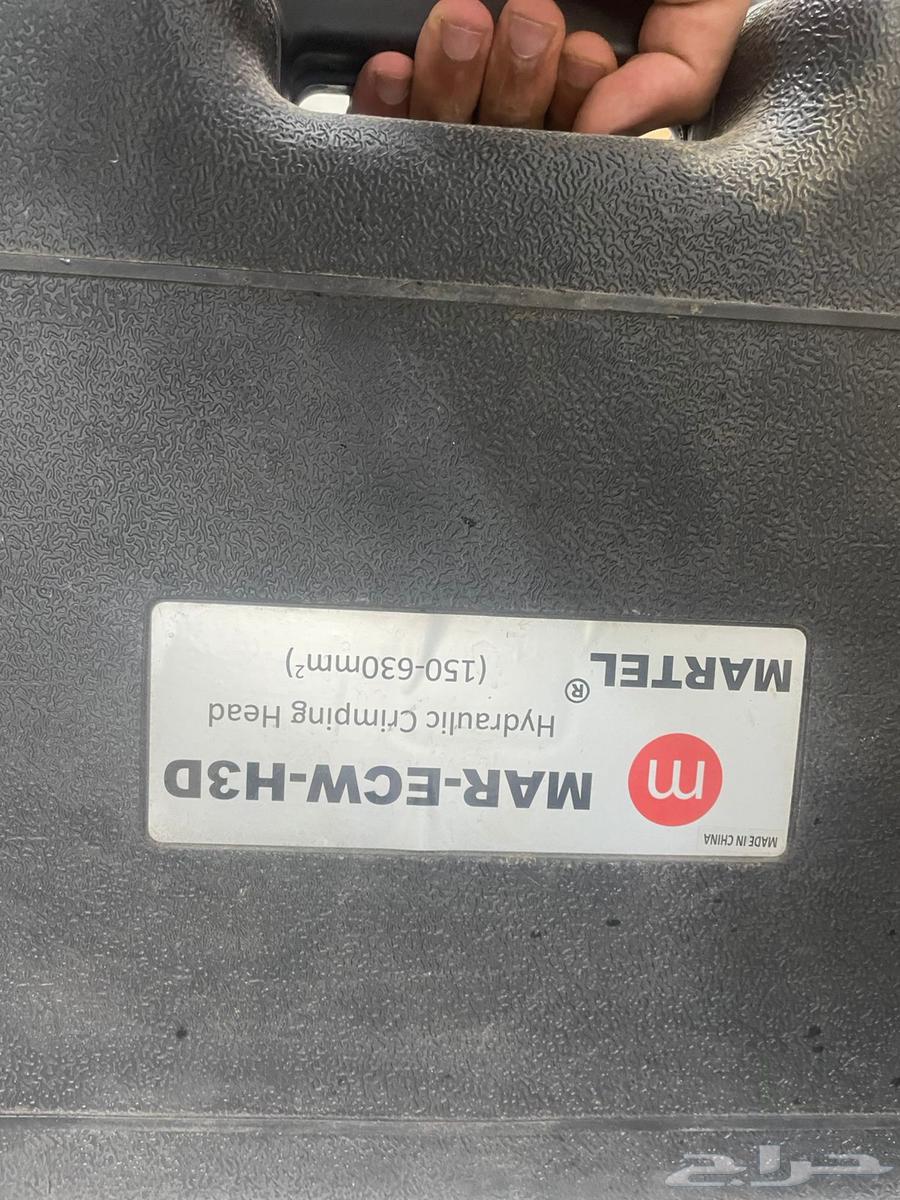 MADE IN CHINA
m
MARTEL®
MAR-ECW-H3D
Hydraulic Crimping Head
(150-630mm²)
حراج